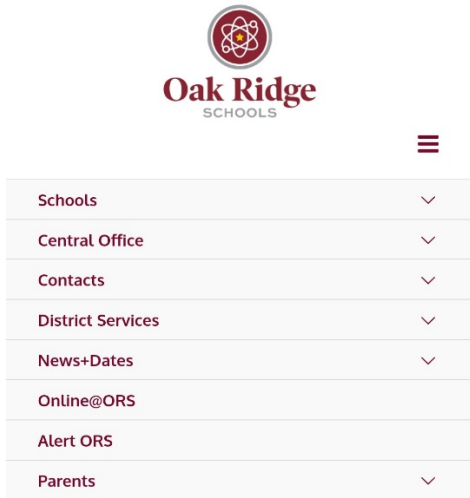 Oak Ridge
SCHOOLS
Schools
Central Office
Contacts
District Services
News+Dates
Online@ORS
Alert ORS
Parents